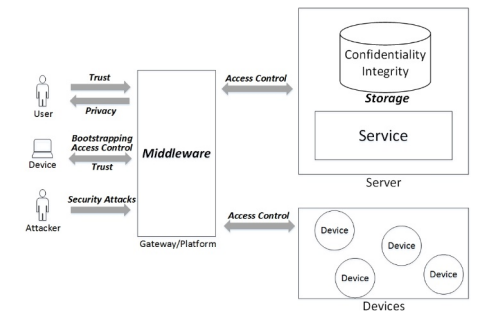 Trust
Privacy
User
Bootstrapping
Access Control
Trust
Device
Security Attacks
Attacker
Middleware
Gateway/Platform
Access Control
Confidentiality
Integrity
Storage
Service
Server
Access Control
Device
Device
Device
Device
Devices